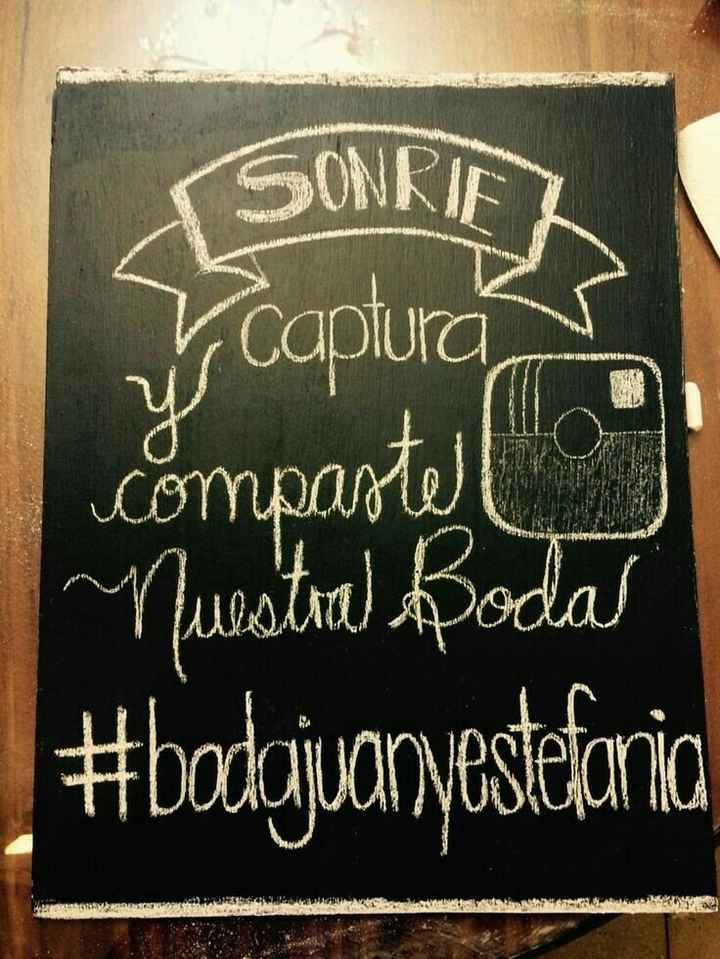 SONRIE
captura
y
comparte
Nuestra Boda
#bodajuanyestefania